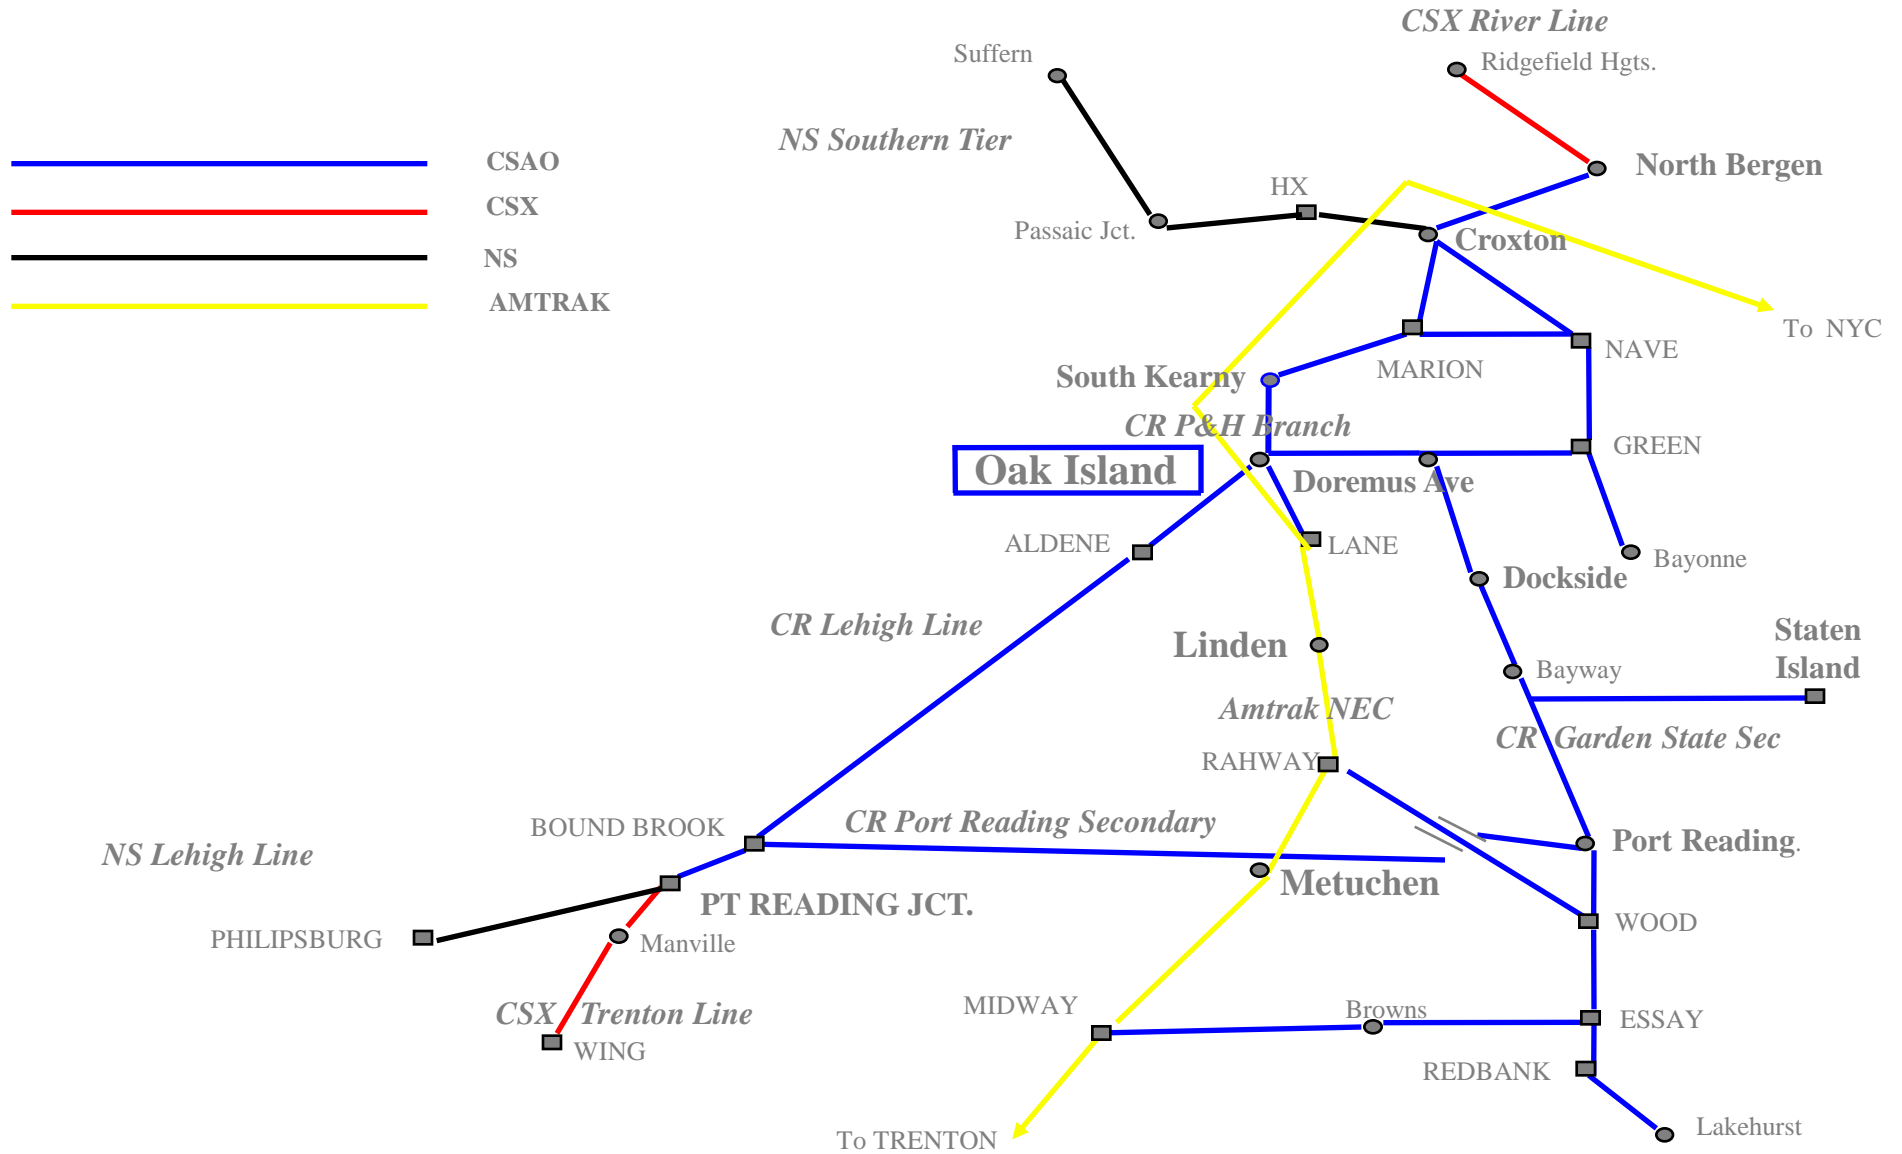 CSX River Line
Suffern
Ridgefield Hgts.
NS Southern Tier
CSAO
North Bergen
HX
CSX
Passaic Jct.
Croxton
NS
AMTRAK
To  NYC
NAVE
MARION
South Kearny
CR P&H Branch
GREEN
Oak Island
Doremus Ave
ALDENE
LANE
Bayonne
Dockside
CR Lehigh Line
Staten
Island
Linden
Bayway
Amtrak NEC
CR  Garden State Sec
RAHWAY
BOUND BROOK
CR Port Reading Secondary
Port Reading.
NS Lehigh Line
Metuchen
PT READING JCT.
WOOD
PHILIPSBURG
Manville
MIDWAY
Browns
CSX   Trenton Line
ESSAY
WING
REDBANK
Lakehurst
To TRENTON